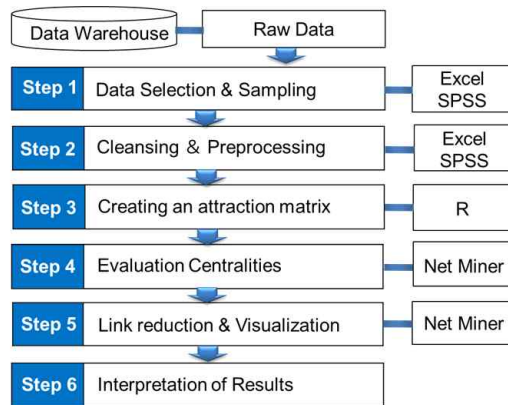 Data Warehouse
Raw Data
Step 1
Data Selection & Sampling
Excel
SPSS
Step 2
Cleansing & Preprocessing
Excel
SPSS
Step 3
Creating an attraction matrix
R
Step 4
Evaluation Centralities
Net Miner
Step 5
Link reduction & Visualization
Net Miner
Step 6
Interpretation of Results